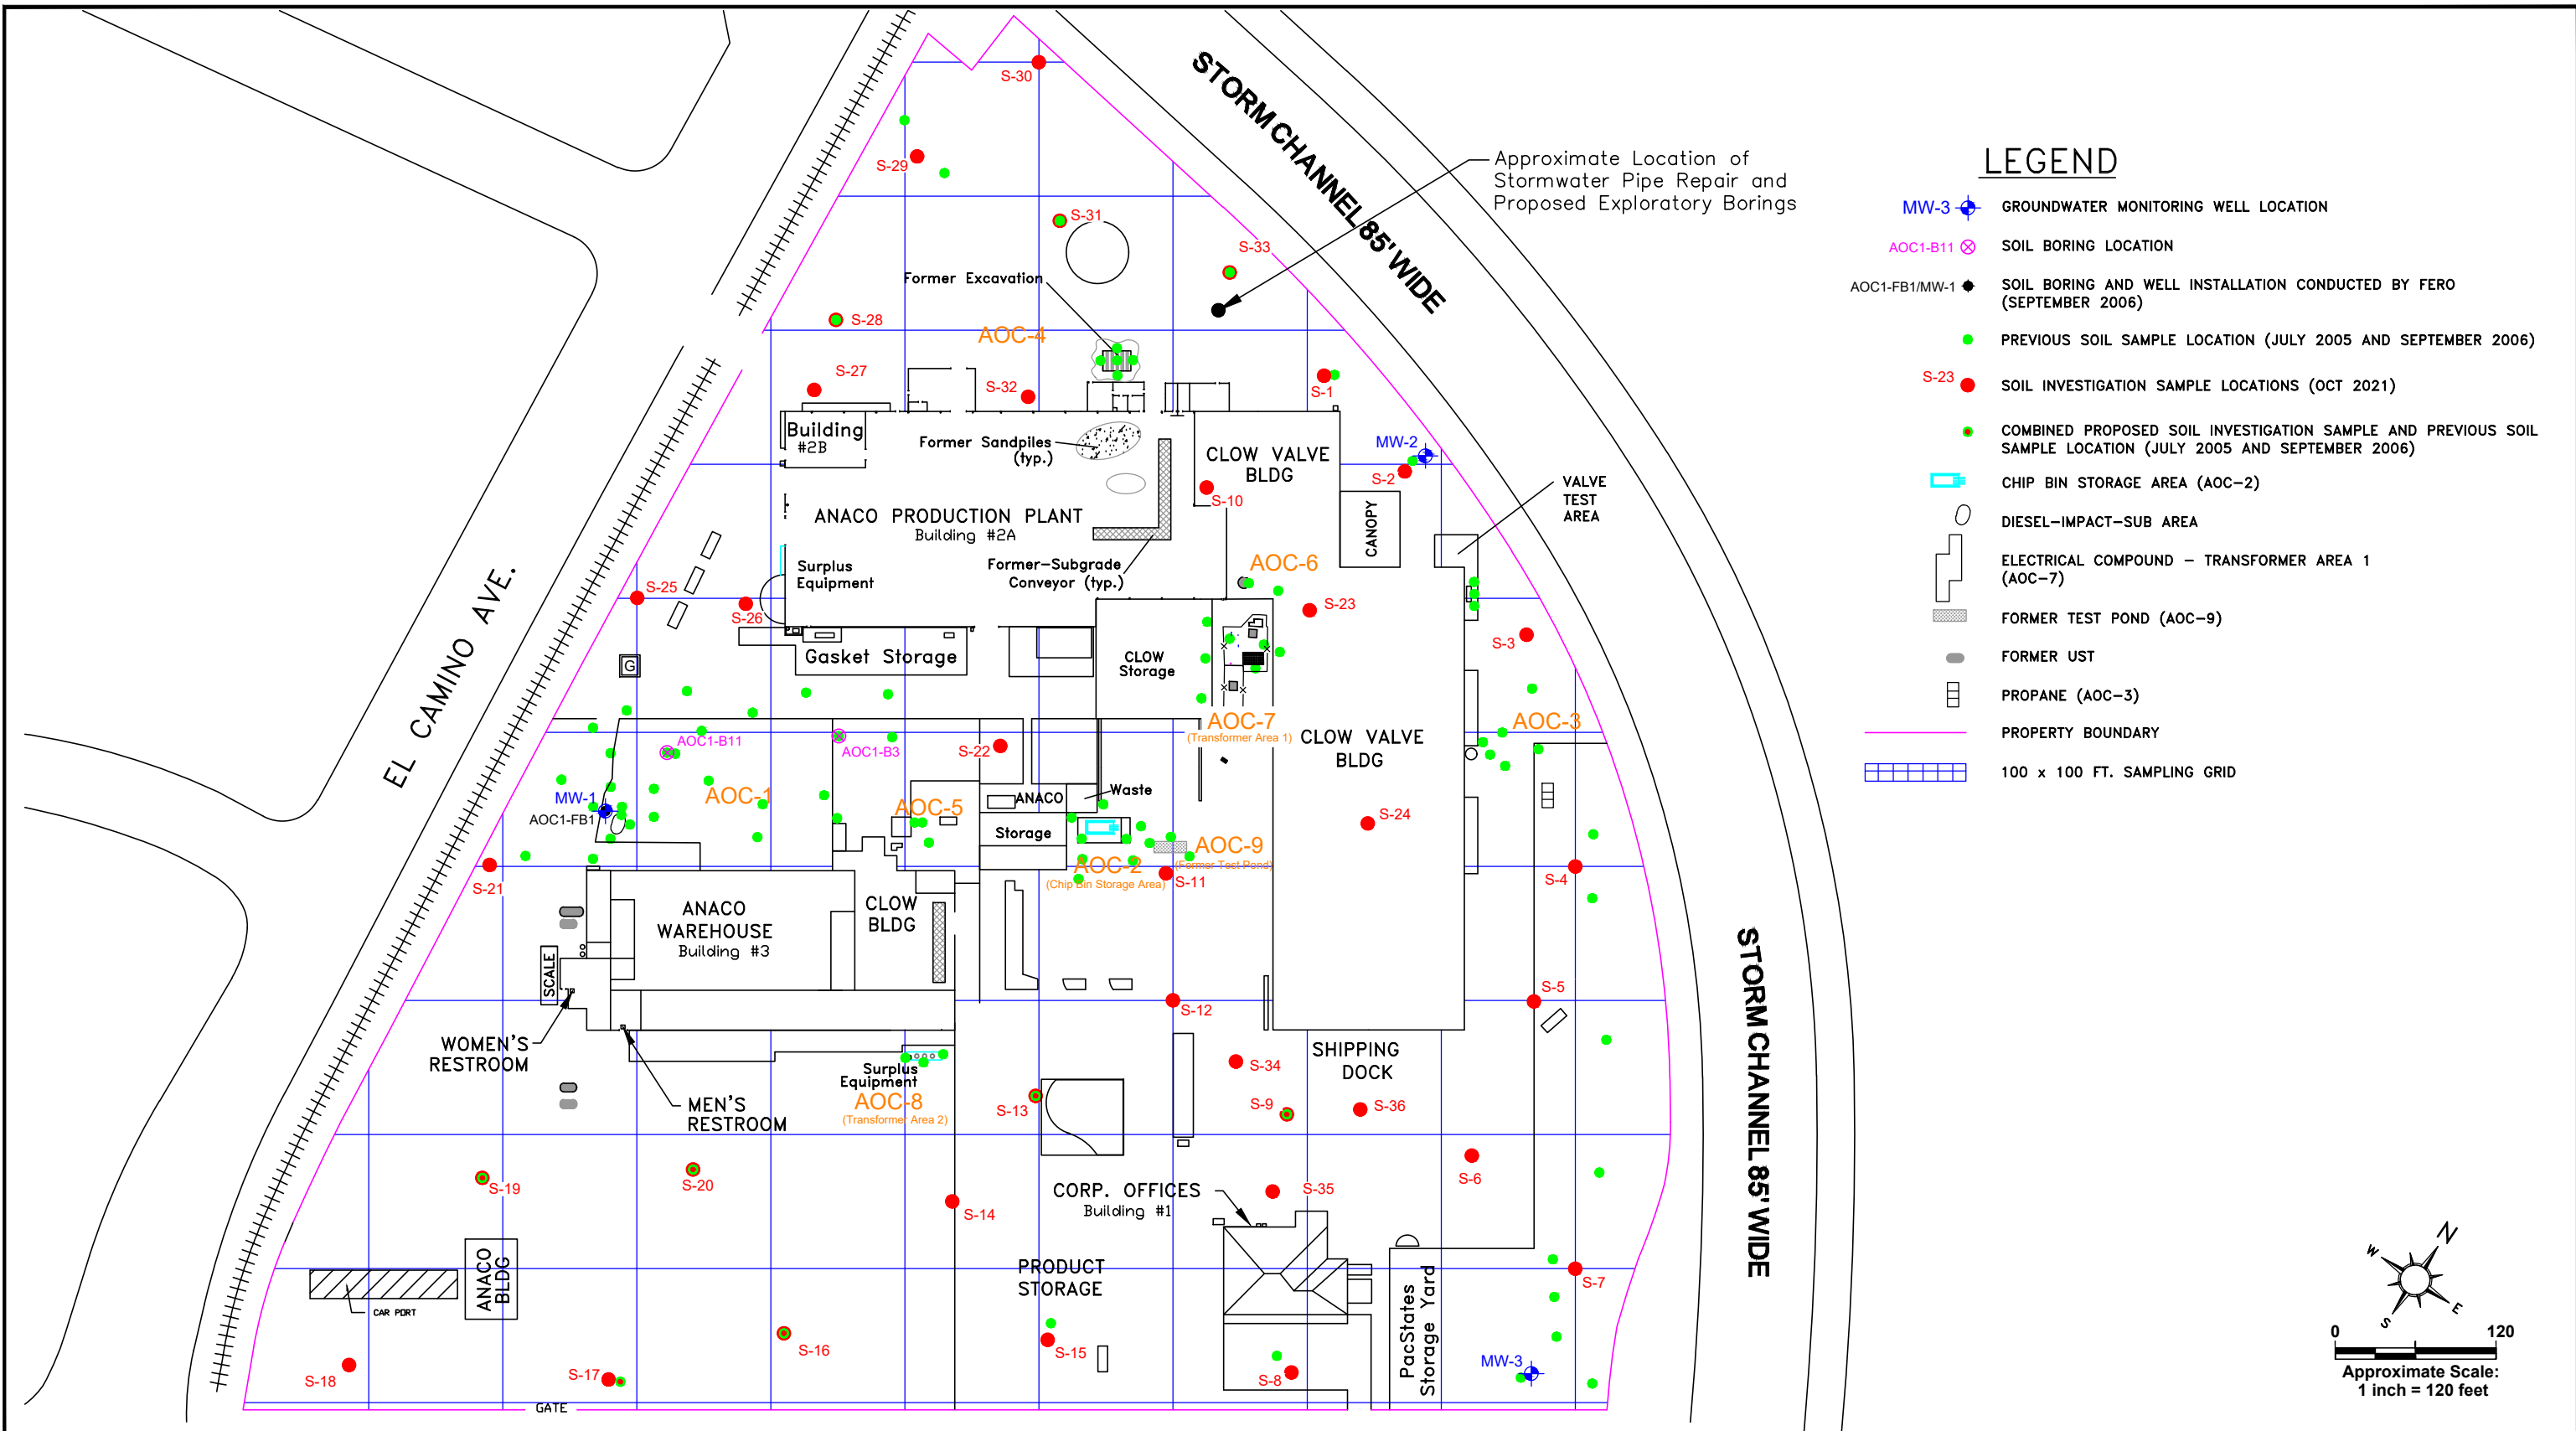 S-30
STORM CHANNEL 85' WIDE
S-29
Approximate Location of
Stormwater Pipe Repair and
Proposed Exploratory Borings
S-31
S-33
Former Excavation
S-28
AOC-4
S-27
S-32
S-1
Building
#2B
Former Sandpiles
(typ.)
CLOW VALVE
BLDG
MW-2
S-2
S-10
VALVE
TEST
AREA
ANACO PRODUCTION PLANT
Building #2A
CANOPY
Surplus
Equipment
Former-Subgrade
Conveyor (typ.)
AOC-6
S-25
S-26
S-23
S-3
EL CAMINO AVE.
G
Gasket Storage
CLOW
Storage
AOC-7
(Transformer Area 1)
AOC-3
AOC1-B11
AOC1-B3
S-22
CLOW VALVE
BLDG
MW-1
AOC1-FB1
AOC-1
AOC-5
ANACO
Waste
Storage
S-24
AOC-9
(Former Test Pond)
AOC-2
(Chip Bin Storage Area)
S-11
S-21
S-4
ANACO
WAREHOUSE
Building #3
CLOW
BLDG
SCALE
S-12
S-5
WOMEN'S
RESTROOM
MEN'S
RESTROOM
Surplus
Equipment
AOC-8
(Transformer Area 2)
SHIPPING
DOCK
S-34
S-13
S-9
S-36
STORM CHANNEL 85' WIDE
S-19
S-20
S-14
CORP. OFFICES
Building #1
S-35
S-6
ANACO
BLDG
CAR PORT
PRODUCT
STORAGE
S-7
PacStates
Storage Yard
S-18
S-17
S-16
S-15
S-8
MW-3
GATE
LEGEND
MW-3 GROUNDWATER MONITORING WELL LOCATION
AOC1-B11 SOIL BORING LOCATION
AOC1-FB1/MW-1 SOIL BORING AND WELL INSTALLATION CONDUCTED BY FERO
(SEPTEMBER 2006)
PREVIOUS SOIL SAMPLE LOCATION (JULY 2005 AND SEPTEMBER 2006)
S-23 SOIL INVESTIGATION SAMPLE LOCATIONS (OCT 2021)
COMBINED PROPOSED SOIL INVESTIGATION SAMPLE AND PREVIOUS SOIL
SAMPLE LOCATION (JULY 2005 AND SEPTEMBER 2006)
CHIP BIN STORAGE AREA (AOC-2)
DIESEL-IMPACT-SUB AREA
ELECTRICAL COMPOUND - TRANSFORMER AREA 1
(AOC-7)
FORMER TEST POND (AOC-9)
FORMER UST
PROPANE (AOC-3)
PROPERTY BOUNDARY
100 x 100 FT. SAMPLING GRID
N
W
E
S
0 120
Approximate Scale:
1 inch = 120 feet